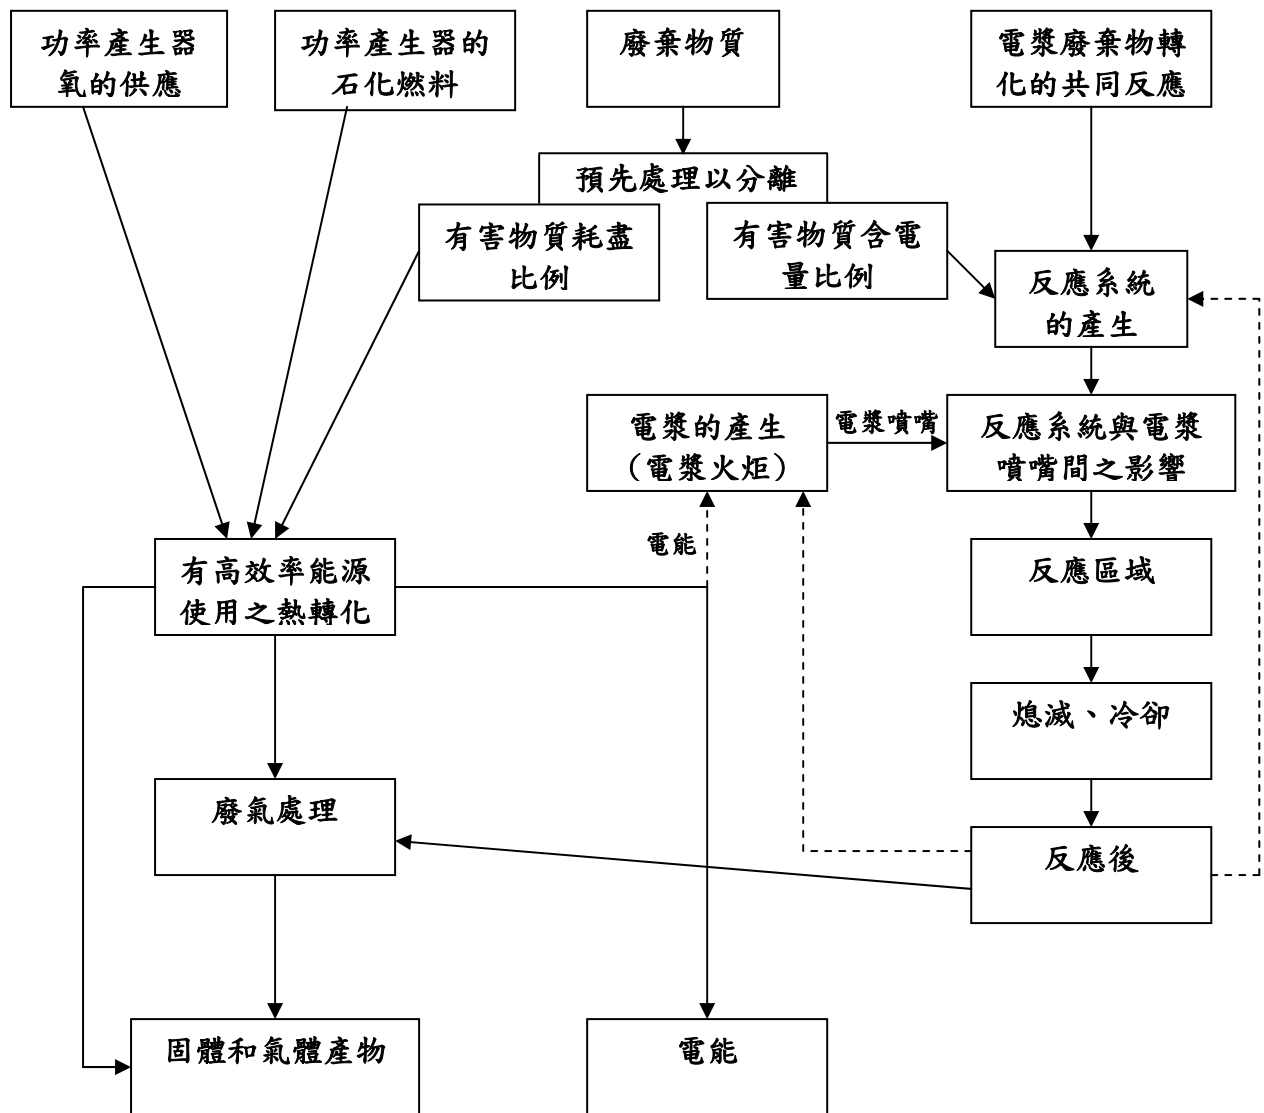 功率產生器
氧的供應
功率產生器的
石化燃料
廢棄物質
電漿廢棄物轉
化的共同反應
預先處理以分離
有害物質耗盡
比例
有害物質含電
量比例
反應系統
的產生
電漿的產生
（電漿火炬）
電漿噴嘴
反應系統與電漿
噴嘴間之影響
電能
有高效率能源
使用之熱轉化
反應區域
熄滅、冷卻
廢氣處理
反應後
固體和氣體產物
電能